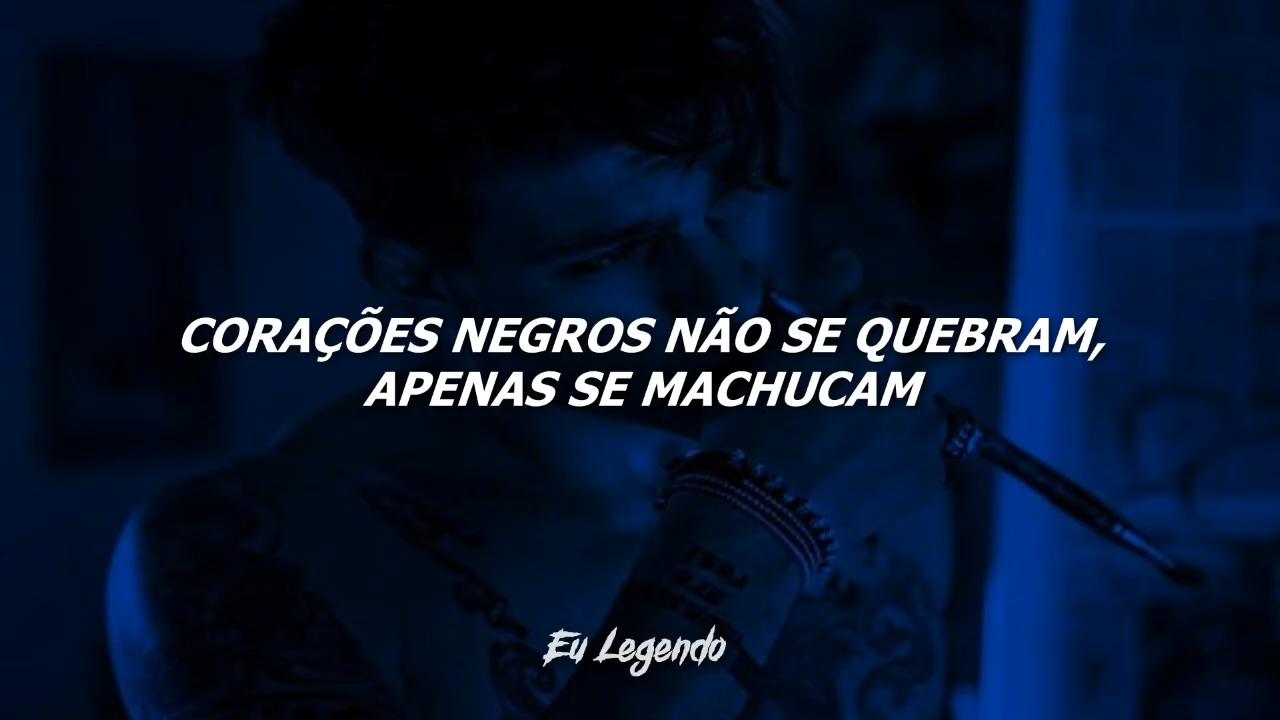 CORAÇÕES NEGROS NÃO SE QUEBRAM,
APENAS SE MACHUCAM
Eu Legendo